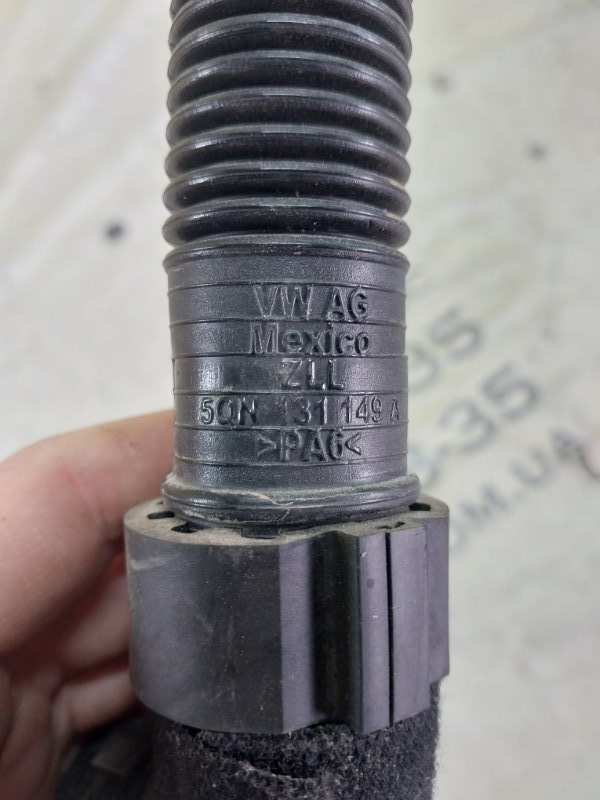 VW AG
Mexico
ZLL
5QN 131 149 A
>PA6<